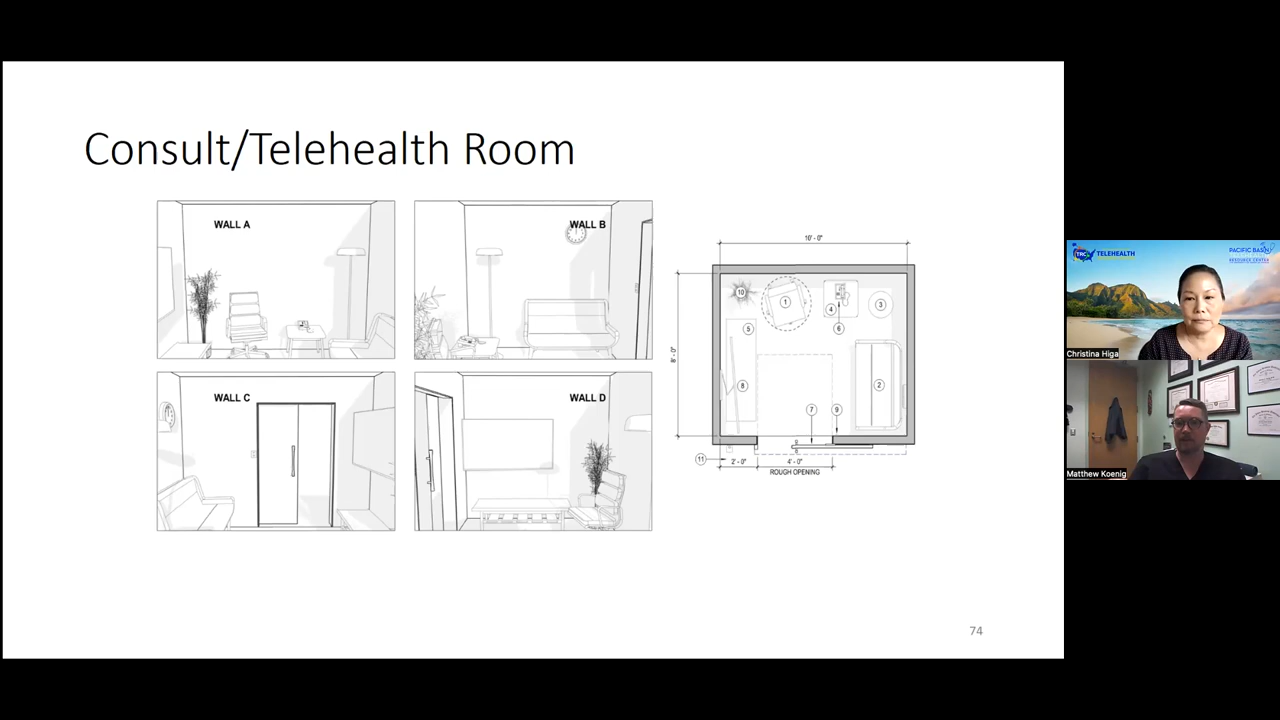 Consult/Telehealth Room
WALL A
WALL B
WALL C
WALL D
10' - 0"
8' - 0"
10
1
4
3
5
6
8
2
7
9
11
2' - 0"
4' - 0"
ROUGH OPENING
74
TRC
TELEHEALTH
PACIFIC BASIN
Christina Higa
Matthew Koenig